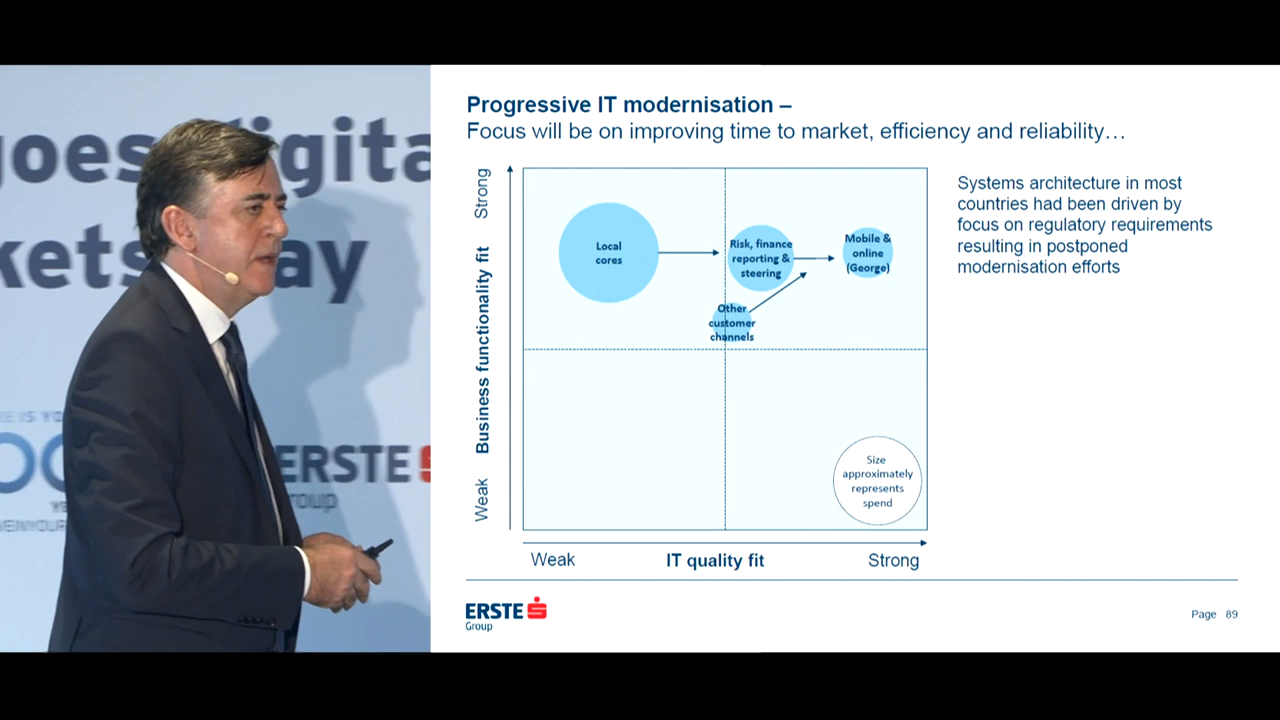 goes digita
kets Day
ERSTE
Group
Progressive IT modernisation –
Focus will be on improving time to market, efficiency and reliability…
Strong
Business functionality fit
Weak
Local
cores
Risk, finance
reporting &
steering
Mobile &
online
(George)
Other
customer
channels
Size
approximately
represents
spend
Weak
IT quality fit
Strong
Systems architecture in most
countries had been driven by
focus on regulatory requirements
resulting in postponed
modernisation efforts
ERSTE
Group
Page 89